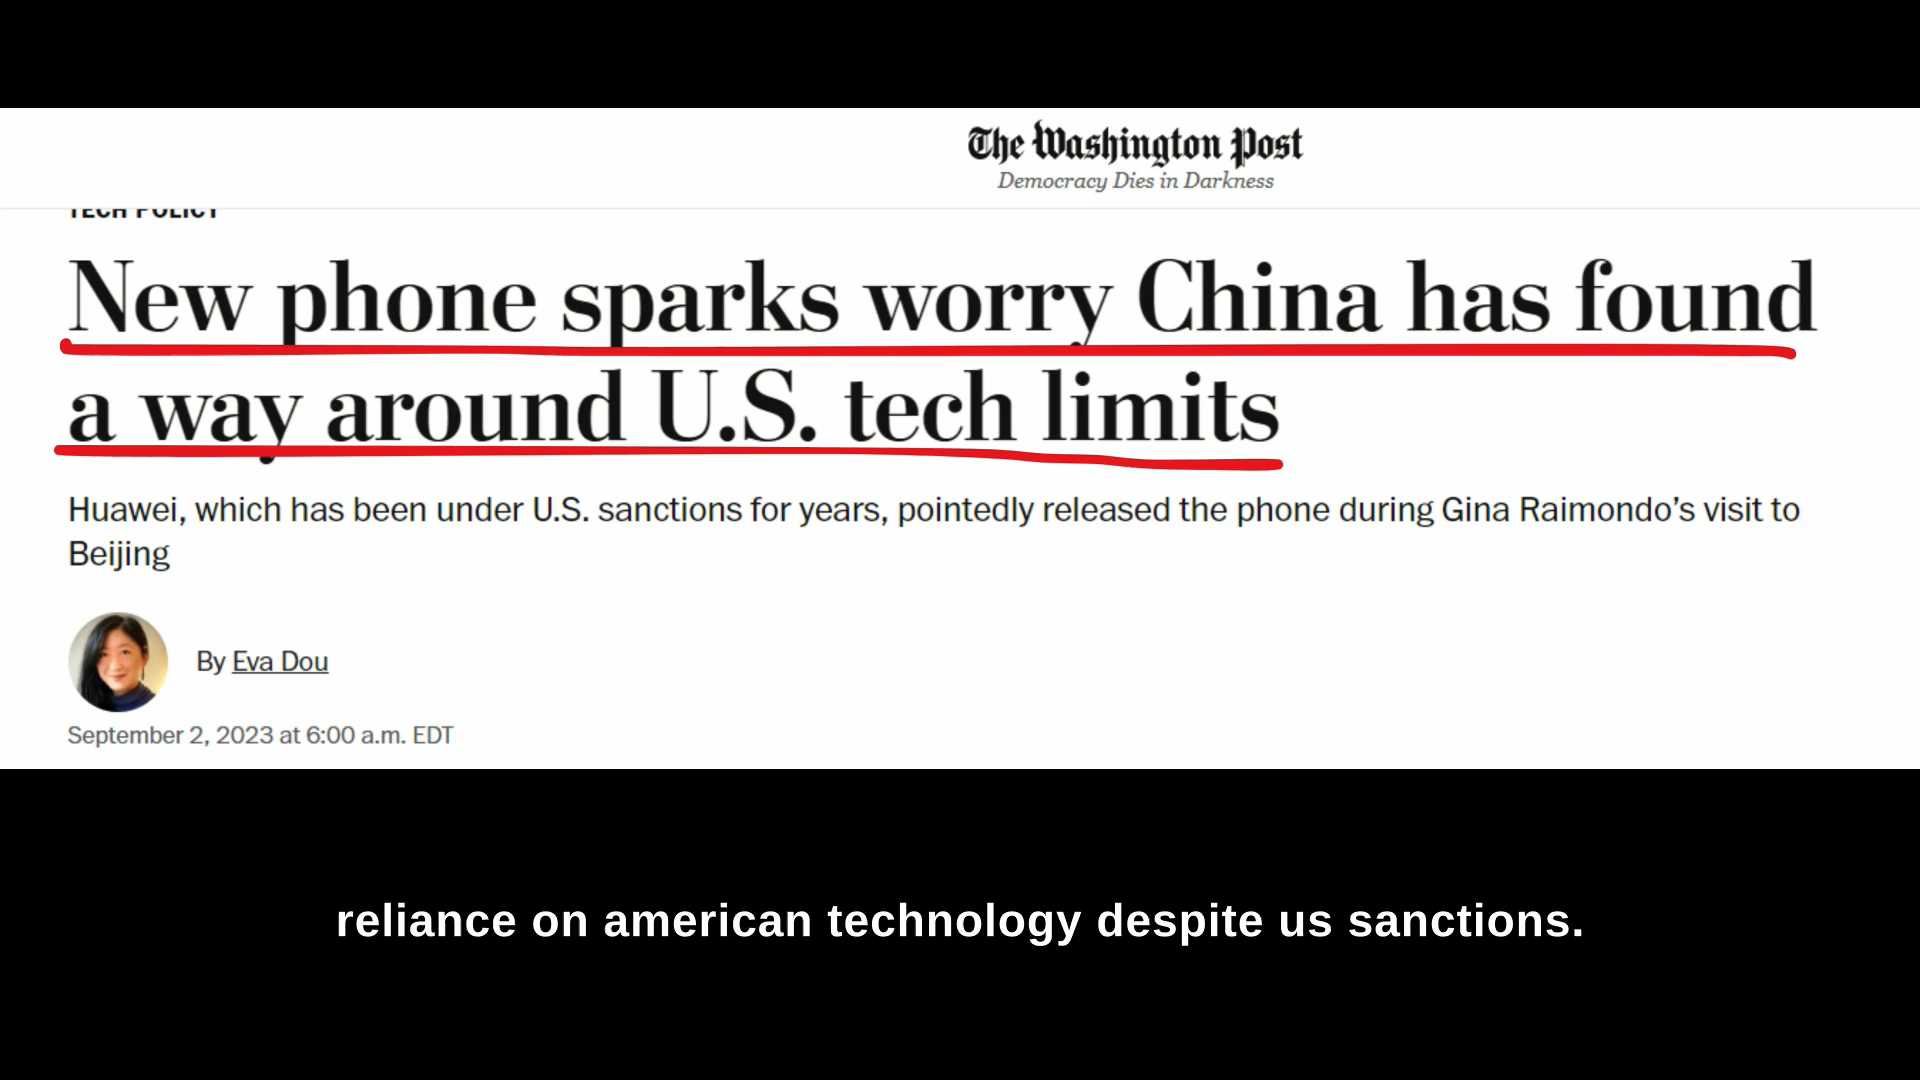 The Washington Post
Democracy Dies in Darkness
TECH POLICY
New phone sparks worry China has found
a way around U.S. tech limits
Huawei, which has been under U.S. sanctions for years, pointedly released the phone during Gina Raimondo’s visit to
Beijing
By Eva Dou
September 2, 2023 at 6:00 a.m. EDT
reliance on american technology despite us sanctions.